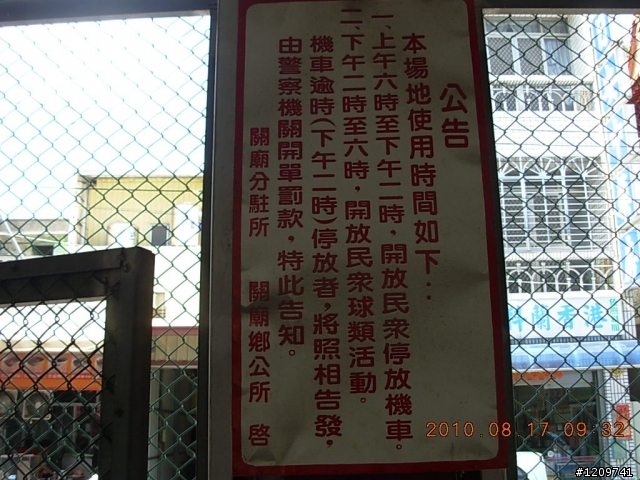 公告
本場地使用時間如下：
一、上午六時至下午二時，開放民眾停放機車。
二、下午二時至六時，開放民眾球類活動。
機車逾時(下午二時)停放者，將照相告發，
由警察機關開單罰款，特此告知。
關廟分駐所 關廟鄉公所 啓
2010.08.17 09:32
#1209741